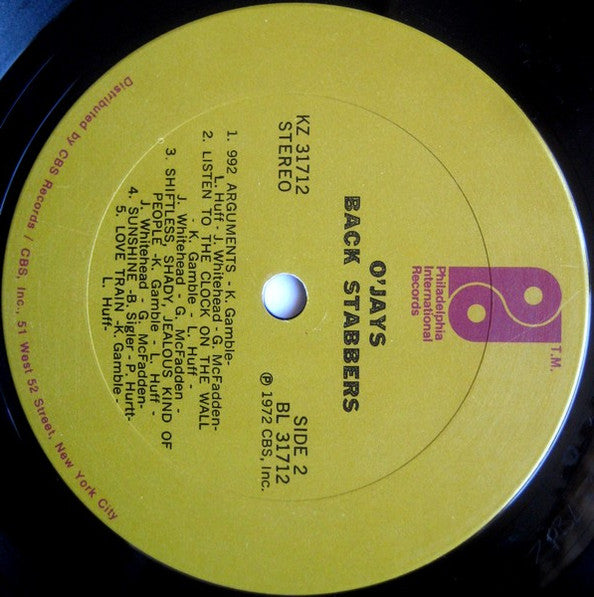 T.M.
Philadelphia
International
Records
O'JAYS
BACK STABBERS
KZ 31712
STEREO
SIDE 2
BL 31712
℗ 1972 CBS, Inc.
1. 992 ARGUMENTS - K. Gamble-
L. Huff - J. Whitehead - G. McFadden-
2. LISTEN TO THE CLOCK ON THE WALL
K. Gamble - L. Huff -
J. Whitehead - G. McFadden -
3. SHIFTLESS, SHADY, JEALOUS KIND OF
PEOPLE - K. Gamble - L. Huff -
J. Whitehead - G. McFadden-
4. SUNSHINE -B. Sigler - P. Hurtt-
5. LOVE TRAIN -K. Gamble -
L. Huff-
Distributed by CBS Records / CBS, Inc., 51 West 52 Street, New York City